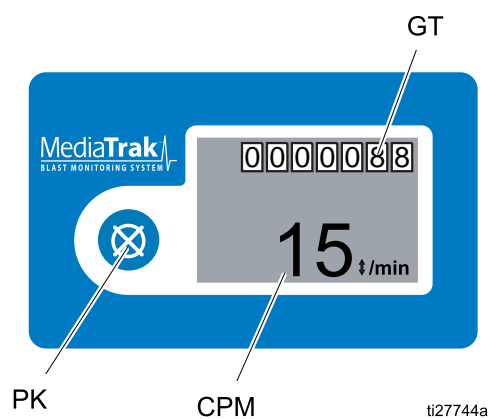 GT
MediaTrak
BLAST MONITORING SYSTEM
0000088
15 /min
PK
CPM
ti27744a